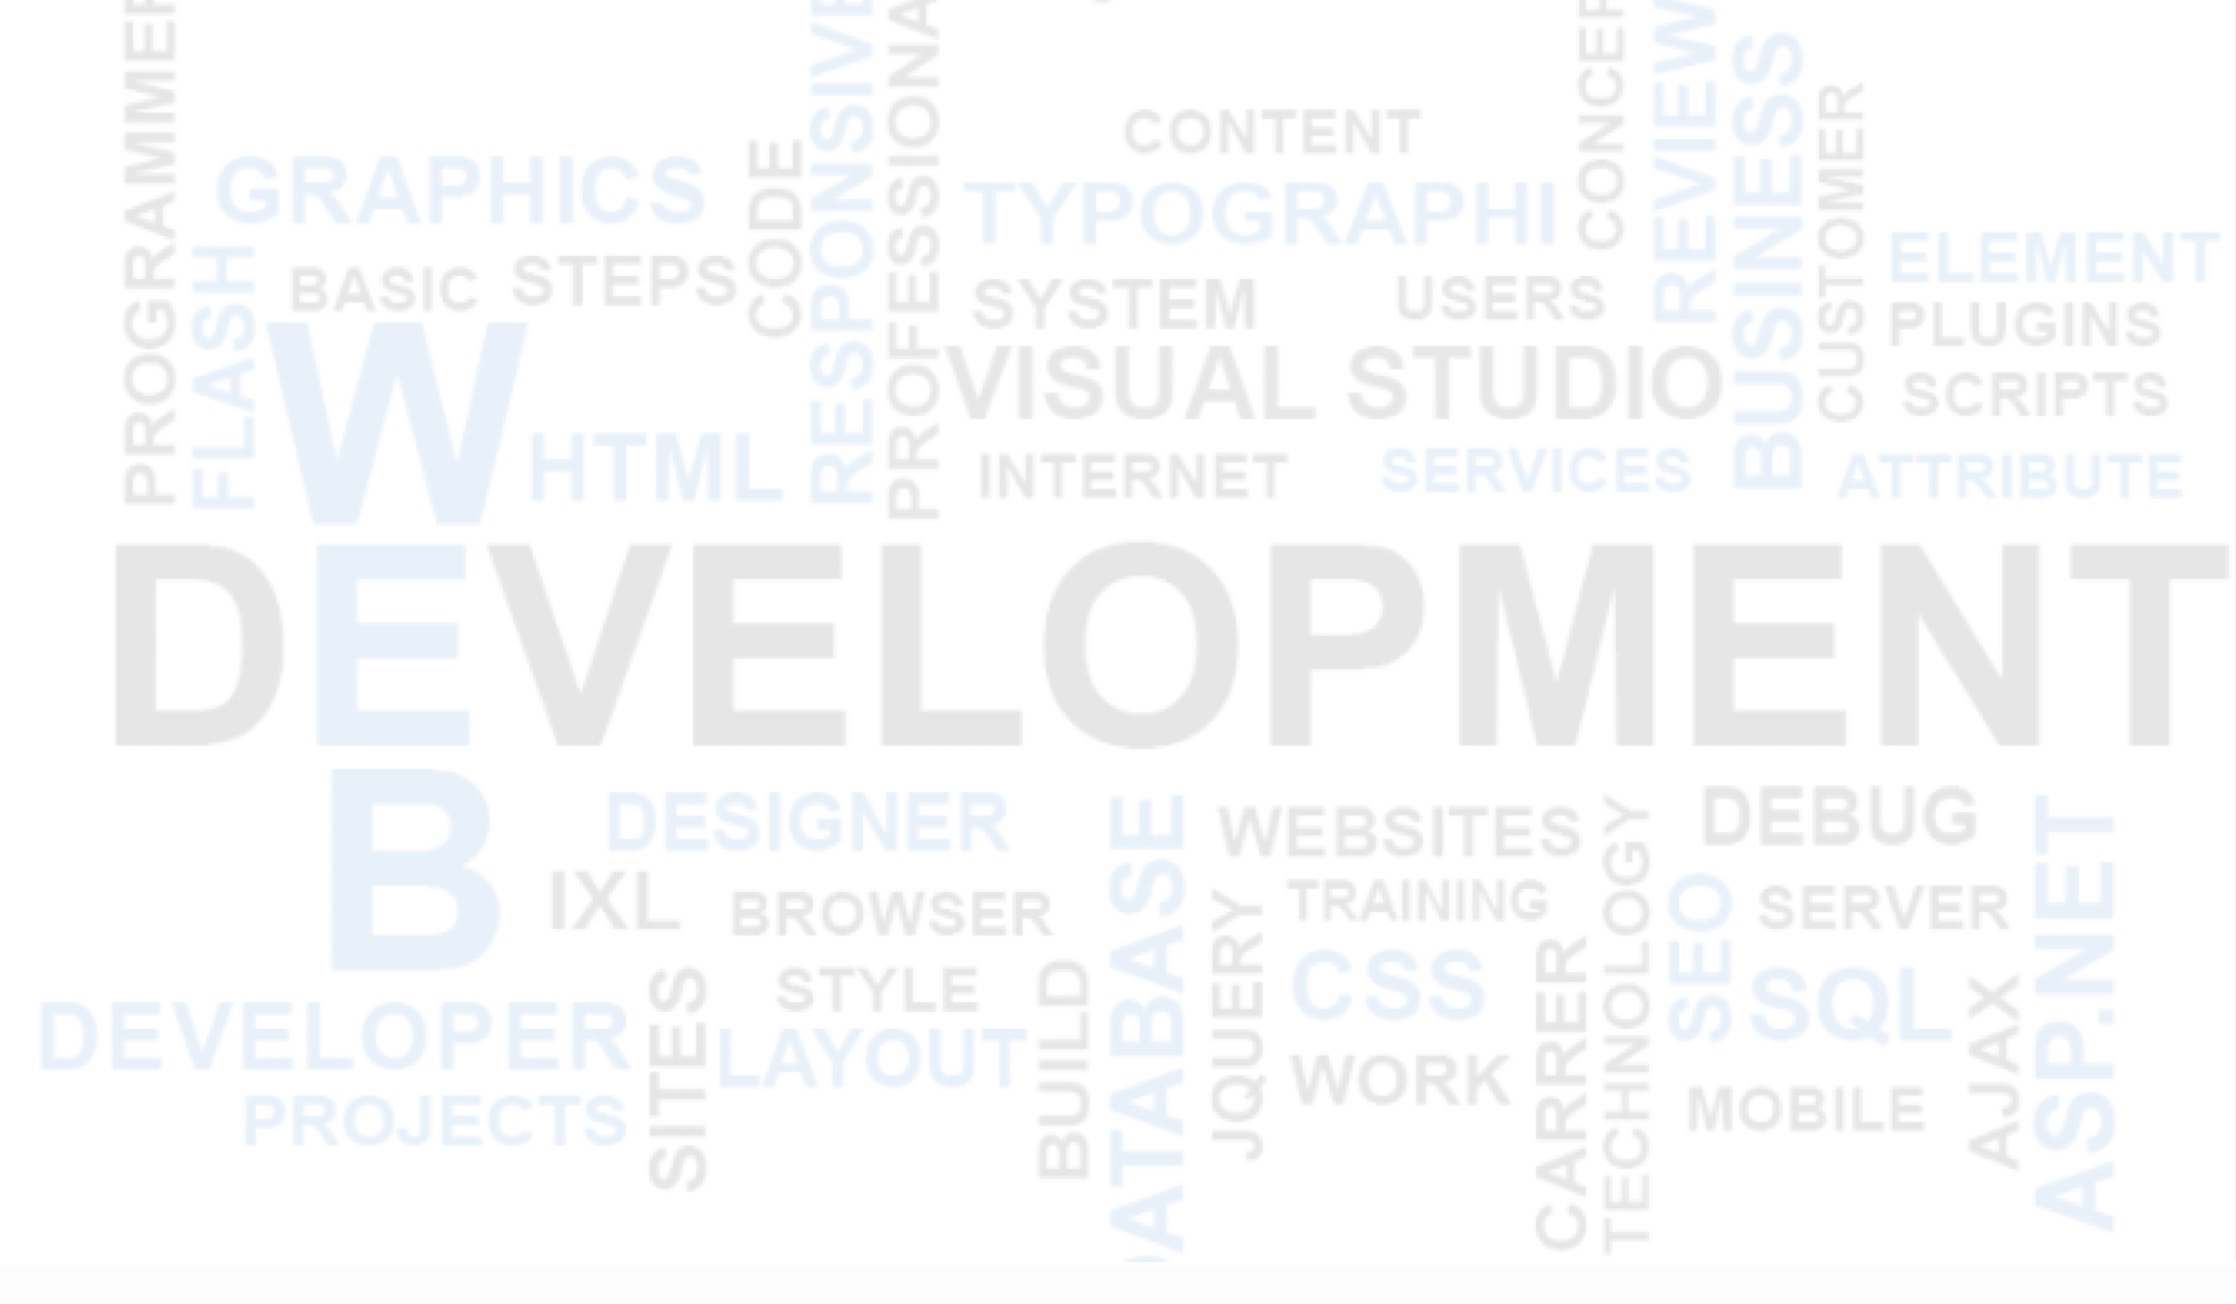 PROGRAMMER
RESPONSIVE
PROFESSIONA
CONCEP
REVIEW
BUSINESS
CUSTOMER
CONTENT
GRAPHICS
CODE
TYPOGRAPHI
FLASH
BASIC STEPS
SYSTEM
USERS
ELEMENT
PLUGINS
VISUAL STUDIO
SCRIPTS
HTML
INTERNET
SERVICES
ATTRIBUTE
WEB
DEVELOPMENT
DESIGNER
DATABASE
WEBSITES
TECHNOLOGY
DEBUG
ASP.NET
IXL
BROWSER
JQUERY
TRAINING
SEO
SERVER
STYLE
CSS
CARRER
SQL
AJAX
DEVELOPER
SITES
LAYOUT
BUILD
WORK
MOBILE
PROJECTS